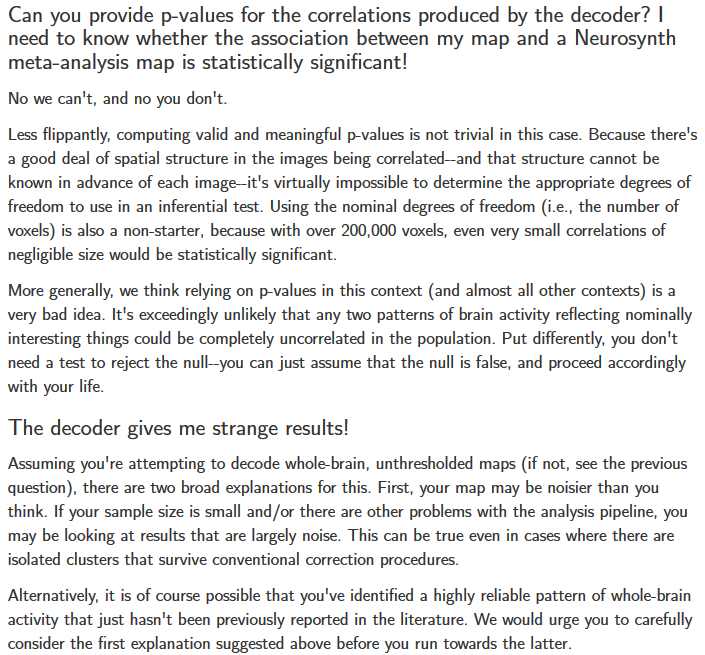 Can you provide p-values for the correlations produced by the decoder? I
need to know whether the association between my map and a Neurosynth
meta-analysis map is statistically significant!
No we can't, and no you don't.
Less flippantly, computing valid and meaningful p-values is not trivial in this case. Because there's
a good deal of spatial structure in the images being correlated--and that structure cannot be
known in advance of each image--it's virtually impossible to determine the appropriate degrees of
freedom to use in an inferential test. Using the nominal degrees of freedom (i.e., the number of
voxels) is also a non-starter, because with over 200,000 voxels, even very small correlations of
negligible size would be statistically significant.
More generally, we think relying on p-values in this context (and almost all other contexts) is a
very bad idea. It's exceedingly unlikely that any two patterns of brain activity reflecting nominally
interesting things could be completely uncorrelated in the population. Put differently, you don't
need a test to reject the null--you can just assume that the null is false, and proceed accordingly
with your life.
The decoder gives me strange results!
Assuming you're attempting to decode whole-brain, unthresholded maps (if not, see the previous
question), there are two broad explanations for this. First, your map may be noisier than you
think. If your sample size is small and/or there are other problems with the analysis pipeline, you
may be looking at results that are largely noise. This can be true even in cases where there are
isolated clusters that survive conventional correction procedures.
Alternatively, it is of course possible that you've identified a highly reliable pattern of whole-brain
activity that just hasn't been previously reported in the literature. We would urge you to carefully
consider the first explanation suggested above before you run towards the latter.